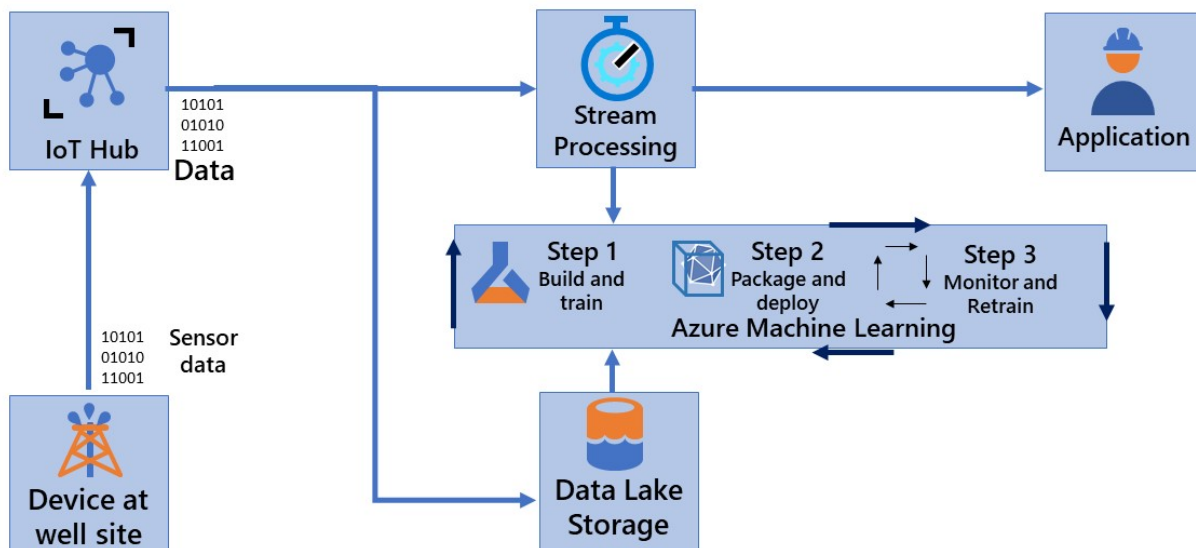 IoT Hub
10101
01010
11001
Data
Stream
Processing
Application
Step 1
Build and
train
Step 2
Package and
deploy
Step 3
Monitor and
Retrain
Azure Machine Learning
10101
01010
11001
Sensor
data
Device at
well site
Data Lake
Storage